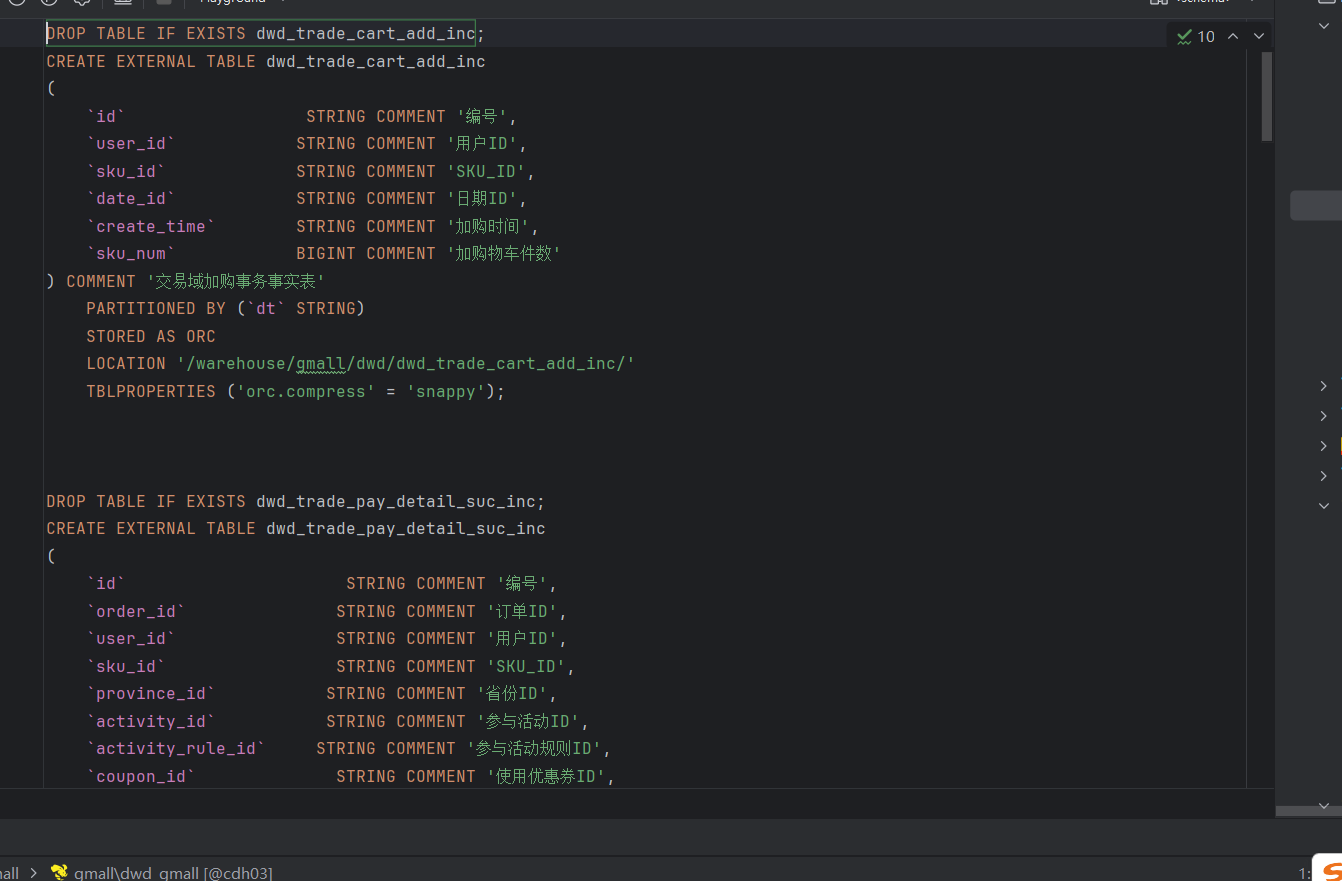 Playground
<schema>
DROP TABLE IF EXISTS dwd_trade_cart_add_inc;
10
CREATE EXTERNAL TABLE dwd_trade_cart_add_inc
(
`id` STRING COMMENT '编号',
`user_id` STRING COMMENT '用户ID',
`sku_id` STRING COMMENT 'SKU_ID',
`date_id` STRING COMMENT '日期ID',
`create_time` STRING COMMENT '加购时间',
`sku_num` BIGINT COMMENT '加购物车件数'
) COMMENT '交易域加购事务事实表'
PARTITIONED BY (`dt` STRING)
STORED AS ORC
LOCATION '/warehouse/gmall/dwd/dwd_trade_cart_add_inc/'
TBLPROPERTIES ('orc.compress' = 'snappy');
DROP TABLE IF EXISTS dwd_trade_pay_detail_suc_inc;
CREATE EXTERNAL TABLE dwd_trade_pay_detail_suc_inc
(
`id` STRING COMMENT '编号',
`order_id` STRING COMMENT '订单ID',
`user_id` STRING COMMENT '用户ID',
`sku_id` STRING COMMENT 'SKU_ID',
`province_id` STRING COMMENT '省份ID',
`activity_id` STRING COMMENT '参与活动ID',
`activity_rule_id` STRING COMMENT '参与活动规则ID',
`coupon_id` STRING COMMENT '使用优惠券ID',
gmall\dwd_gmall [@cdh03]
1: